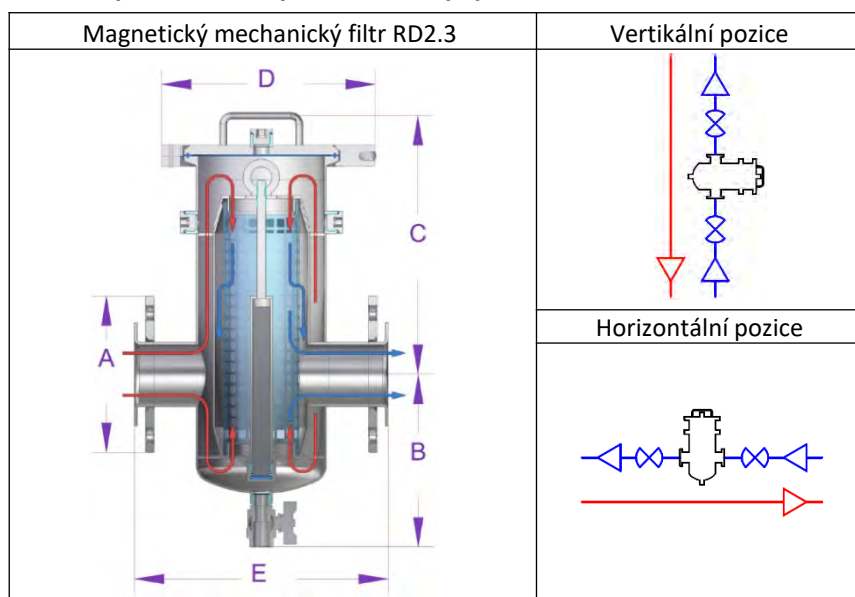 Magnetický mechanický filtr RD2.3
Vertikální pozice
D
C
A
B
E
Horizontální pozice